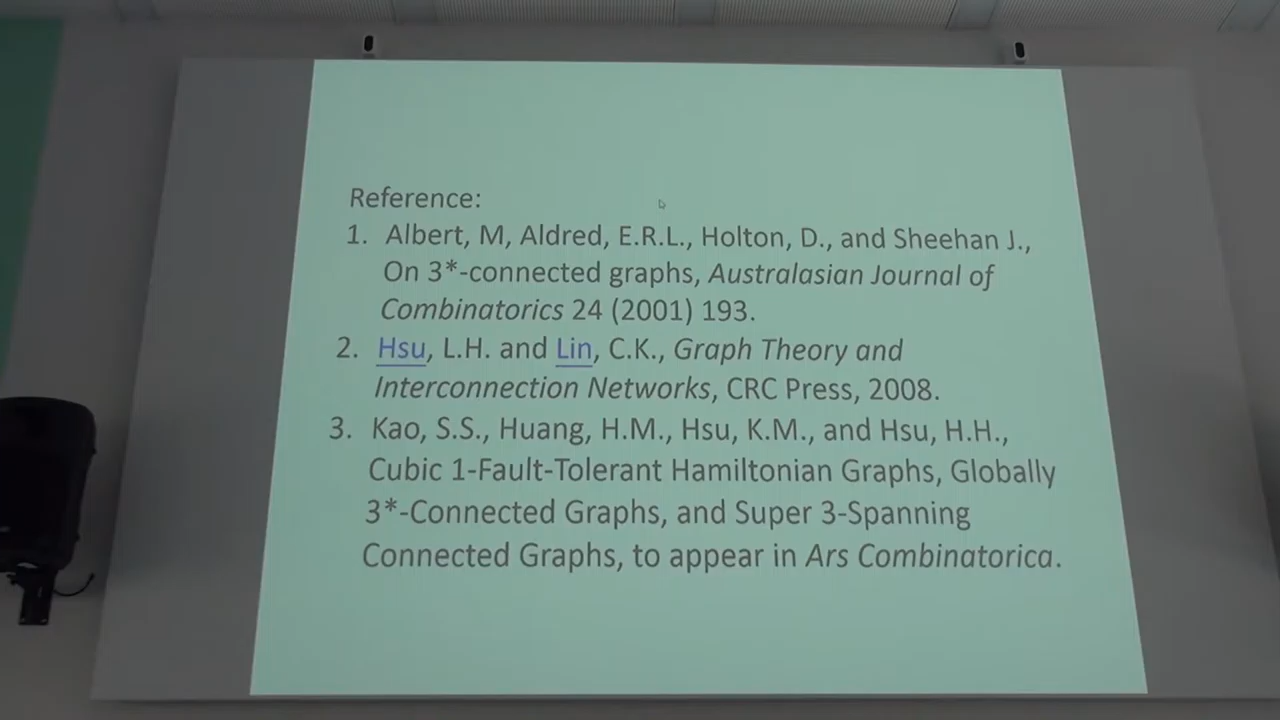 Reference:
1. Albert, M, Aldred, E.R.L., Holton, D., and Sheehan J.,
On 3*-connected graphs, Australasian Journal of
Combinatorics 24 (2001) 193.
2. Hsu, L.H. and Lin, C.K., Graph Theory and
Interconnection Networks, CRC Press, 2008.
3. Kao, S.S., Huang, H.M., Hsu, K.M., and Hsu, H.H.,
Cubic 1-Fault-Tolerant Hamiltonian Graphs, Globally
3*-Connected Graphs, and Super 3-Spanning
Connected Graphs, to appear in Ars Combinatorica.